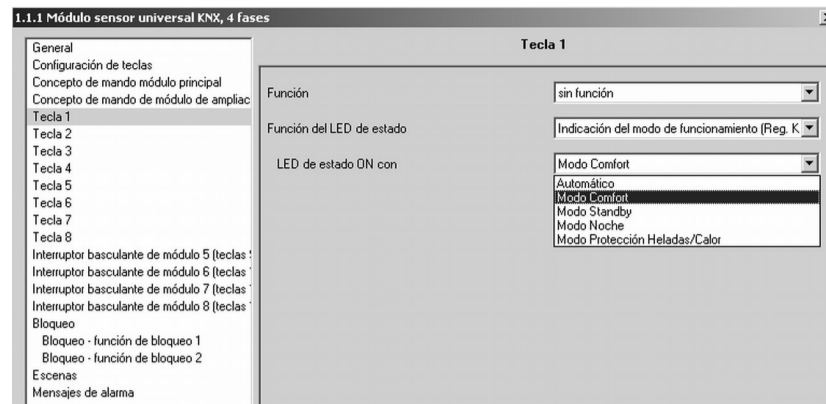 1.1.1 Módulo sensor universal KNX, 4 fases
General
Configuración de teclas
Concepto de mando módulo principal
Concepto de mando de módulo de ampliac
Tecla 1
Tecla 2
Tecla 3
Tecla 4
Tecla 5
Tecla 6
Tecla 7
Tecla 8
Interruptor basculante de módulo 5 (teclas
Interruptor basculante de módulo 6 (teclas
Interruptor basculante de módulo 7 (teclas
Interruptor basculante de módulo 8 (teclas
Bloqueo
Bloqueo - función de bloqueo 1
Bloqueo - función de bloqueo 2
Escenas
Mensajes de alarma
Tecla 1
Función
sin función
Función del LED de estado
Indicación del modo de funcionamiento (Reg. K
LED de estado ON con
Modo Comfort
Automático
Modo Comfort
Modo Standby
Modo Noche
Modo Protección Heladas/Calor